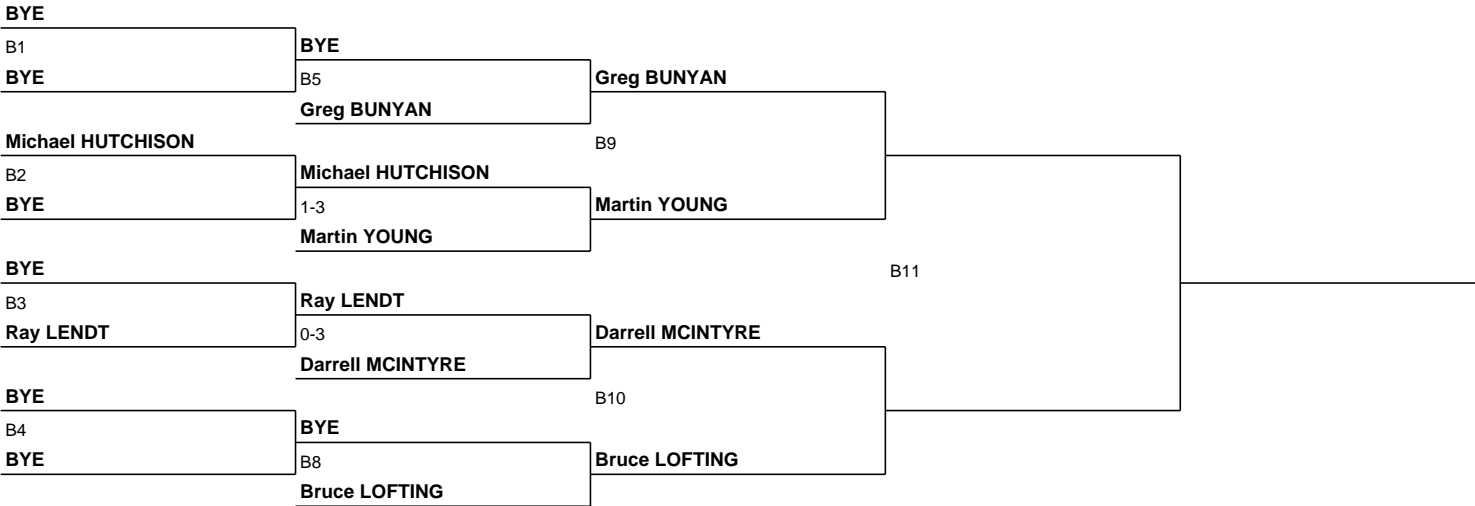 BYE
B1
BYE
BYE
B5
Greg BUNYAN
Greg BUNYAN
Michael HUTCHISON
B9
B2
Michael HUTCHISON
BYE
1-3
Martin YOUNG
Martin YOUNG
BYE
B11
B3
Ray LENDT
Ray LENDT
0-3
Darrell MCINTYRE
Darrell MCINTYRE
BYE
B10
B4
BYE
BYE
B8
Bruce LOFTING
Bruce LOFTING